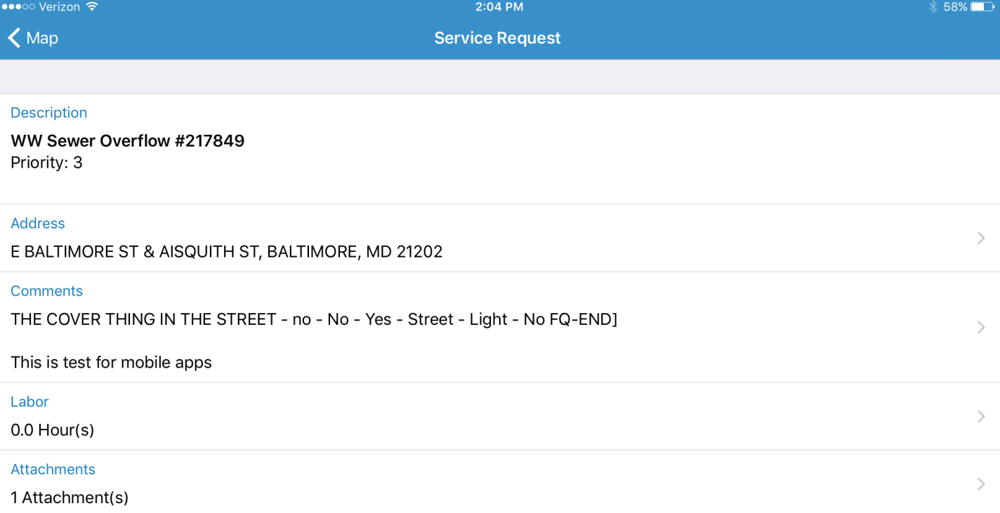 Verizon 2:04 PM 58%
Map Service Request
Description
WW Sewer Overflow #217849
Priority: 3
Address
E BALTIMORE ST & AISQUITH ST, BALTIMORE, MD 21202
Comments
THE COVER THING IN THE STREET - no - No - Yes - Street - Light - No FQ-END]
This is test for mobile apps
Labor
0.0 Hour(s)
Attachments
1 Attachment(s)